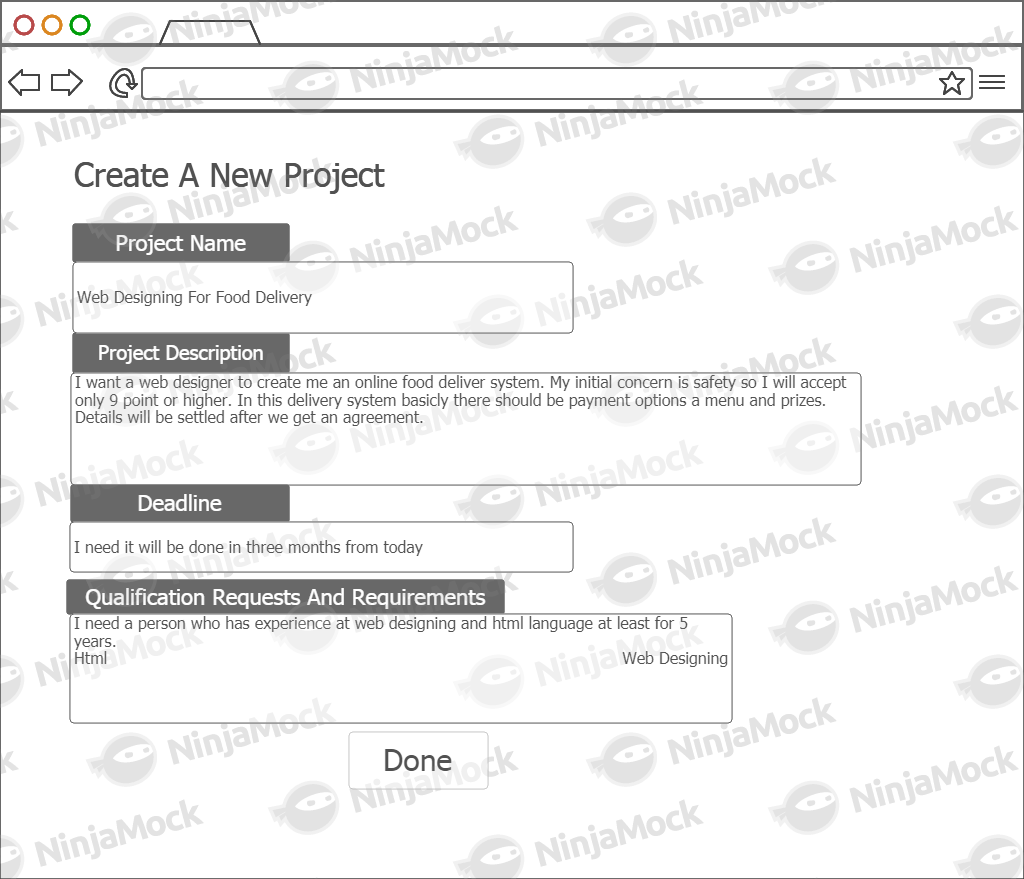 Create A New Project
Project Name
Web Designing For Food Delivery
Project Description
I want a web designer to create me an online food deliver system. My initial concern is safety so I will accept
only 9 point or higher. In this delivery system basicly there should be payment options a menu and prizes.
Details will be settled after we get an agreement.
Deadline
I need it will be done in three months from today
Qualification Requests And Requirements
I need a person who has experience at web designing and html language at least for 5
years.
Html Web Designing
Done
NinjaMock